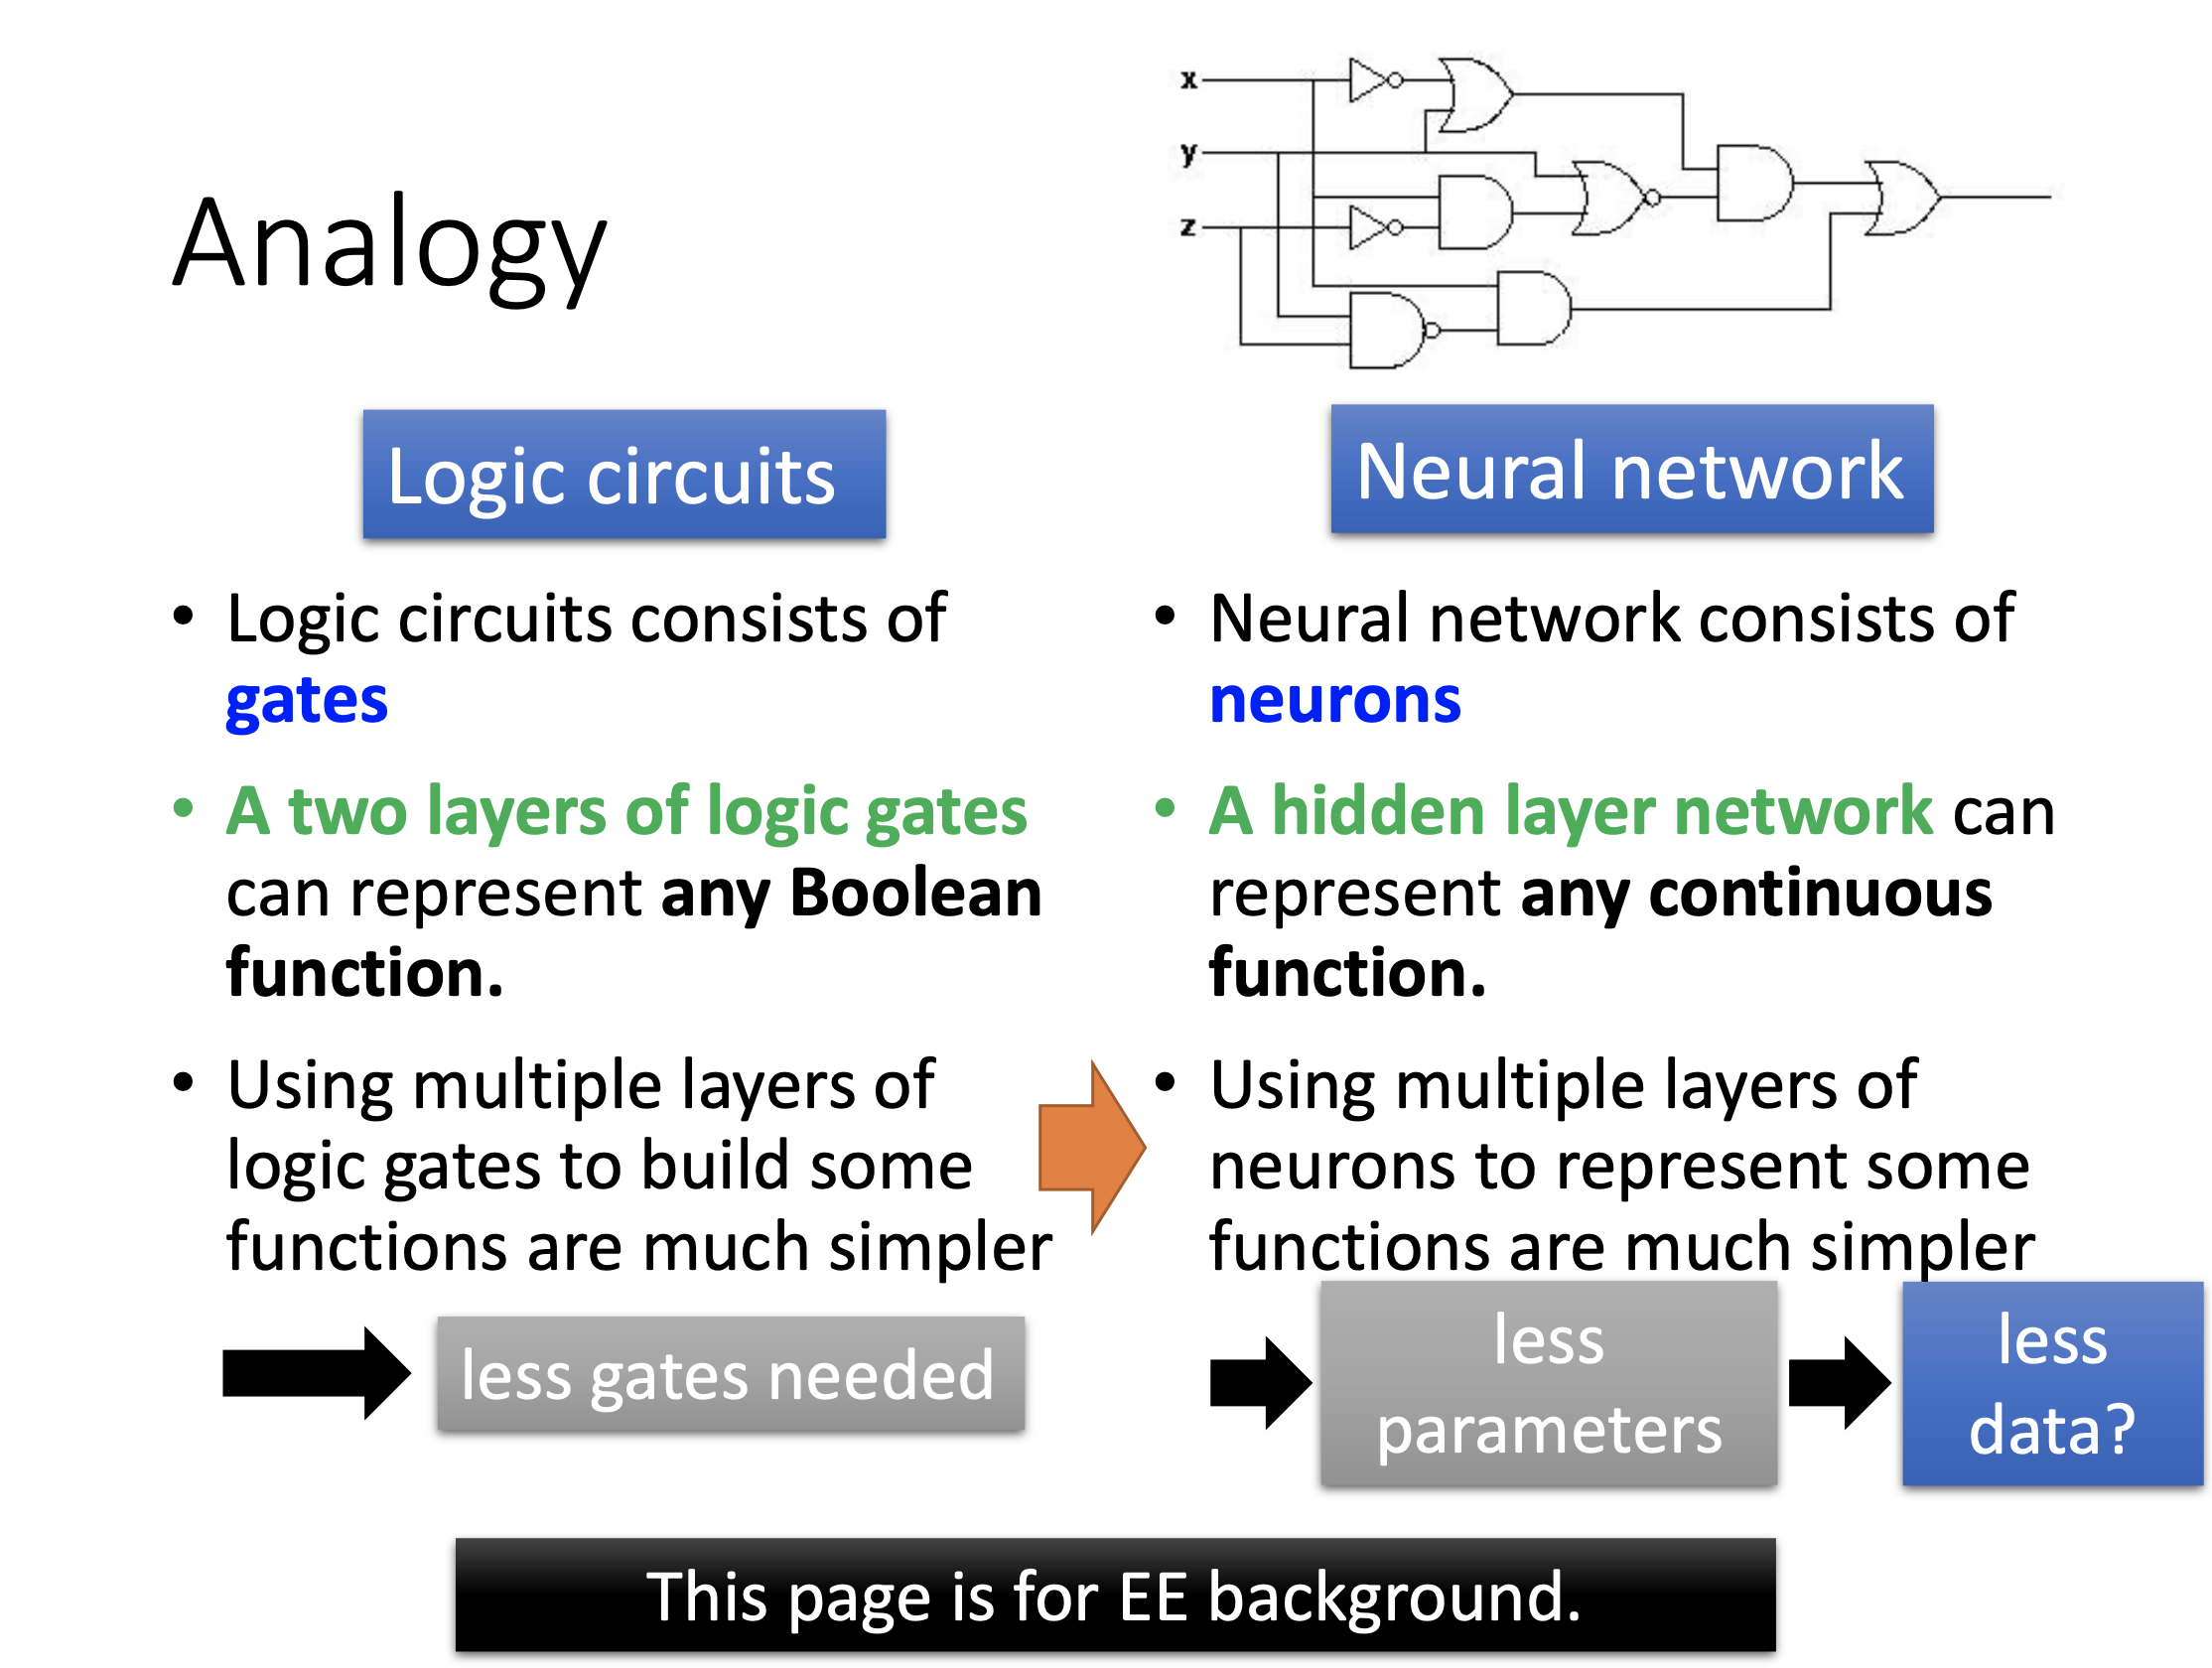 x
y
z
Analogy
Logic circuits
Logic circuits consists of
gates
A two layers of logic gates
can represent any Boolean
function.
Using multiple layers of
logic gates to build some
functions are much simpler
less gates needed
Neural network
Neural network consists of
neurons
A hidden layer network can
represent any continuous
function.
Using multiple layers of
neurons to represent some
functions are much simpler
less
parameters
less
data?
This page is for EE background.